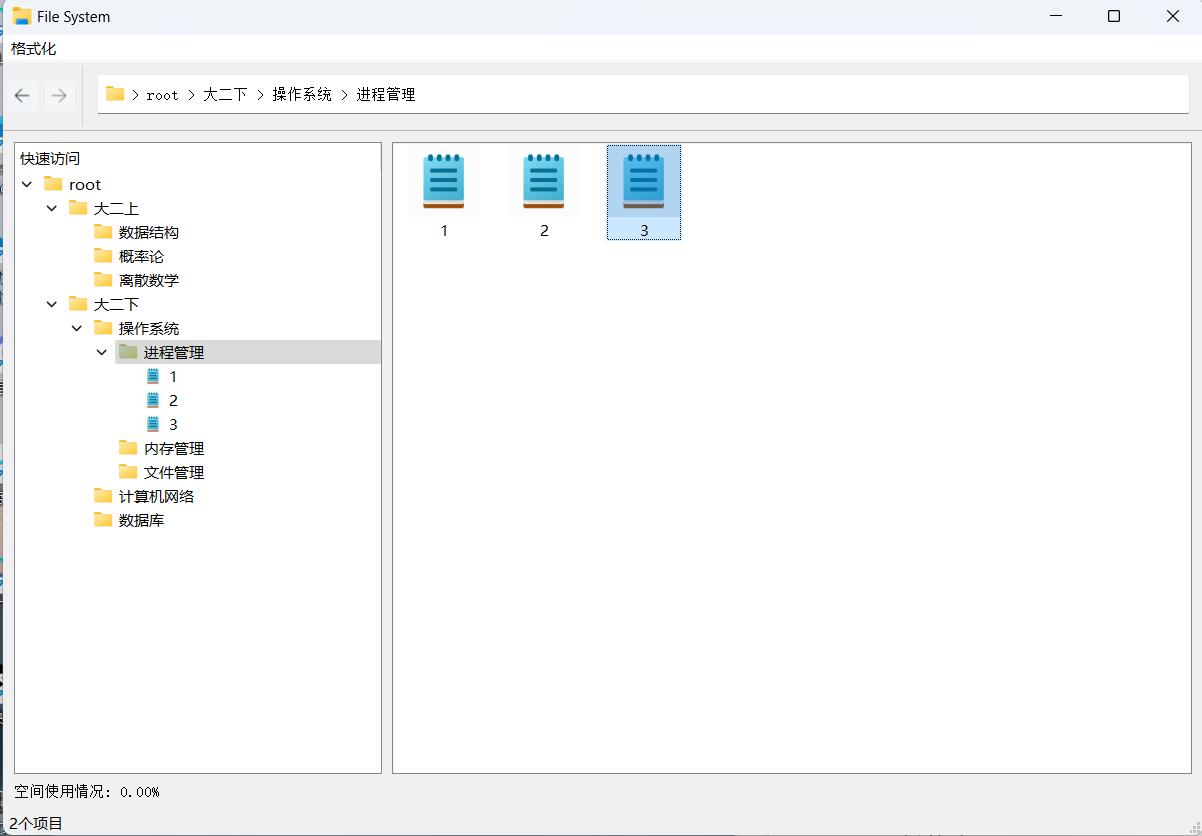 File System
格式化
root 大二下 操作系统 进程管理
快速访问
root
大二上
数据结构
概率论
离散数学
大二下
操作系统
进程管理
1
2
3
内存管理
文件管理
计算机网络
数据库
1 2 3
空间使用情况：0.00%
2个项目